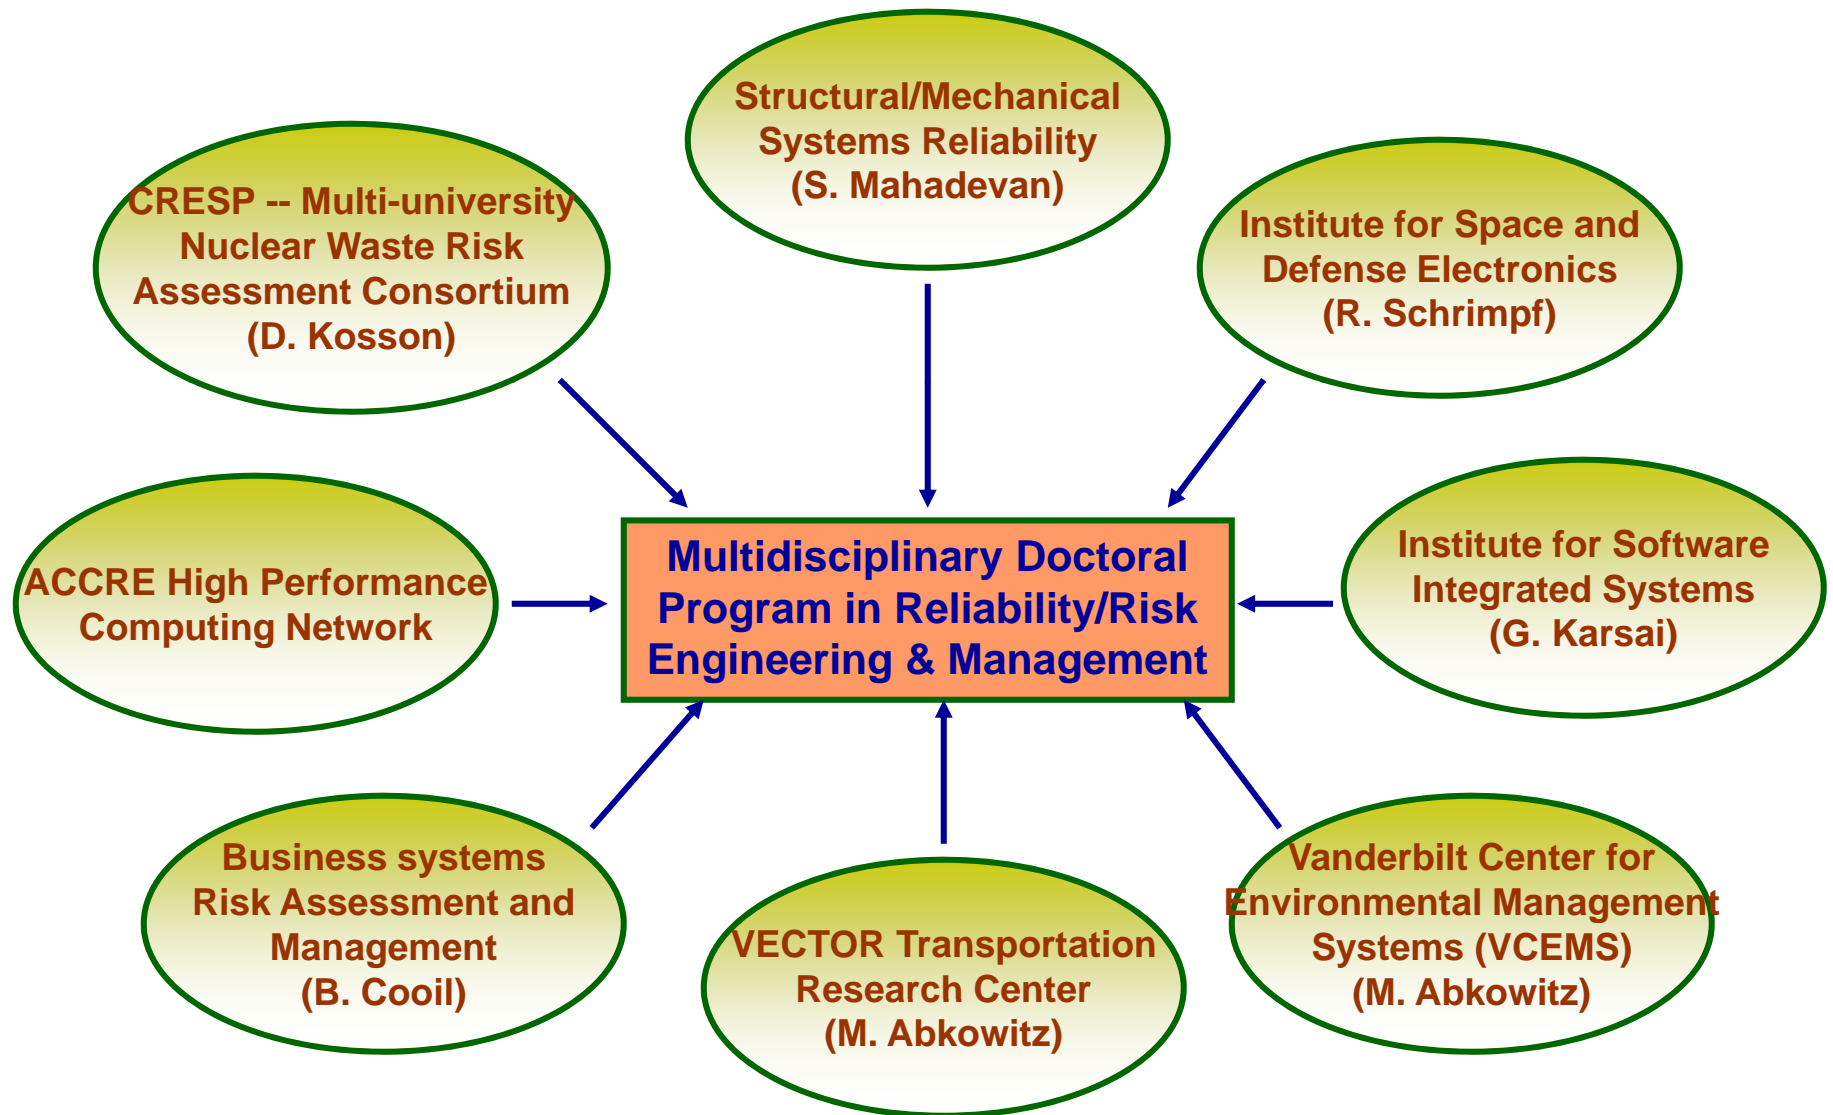 Structural/Mechanical
Systems Reliability
(S. Mahadevan)
CRESP -- Multi-university
Nuclear Waste Risk
Assessment Consortium
(D. Kosson)
Institute for Space and
Defense Electronics
(R. Schrimpf)
ACCRE High Performance
Computing Network
Multidisciplinary Doctoral
Program in Reliability/Risk
Engineering & Management
Institute for Software
Integrated Systems
(G. Karsai)
Business systems
Risk Assessment and
Management
(B. Cooil)
VECTOR Transportation
Research Center
(M. Abkowitz)
Vanderbilt Center for
Environmental Management
Systems (VCEMS)
(M. Abkowitz)